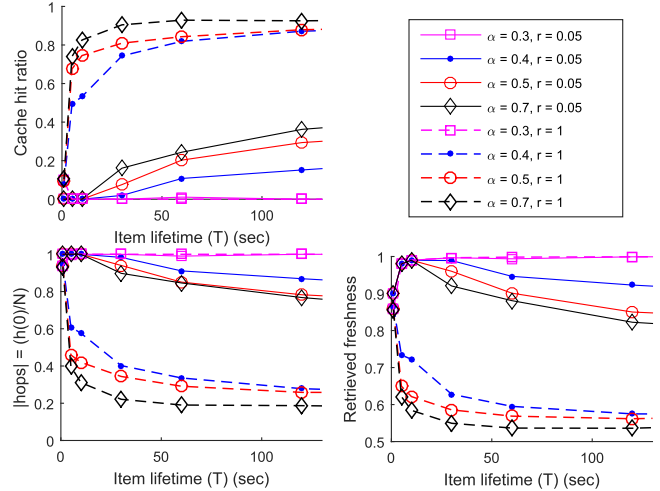 1
0.8
0.6
0.4
0.2
0
Cache hit ratio
0 50 100
Item lifetime (T) (sec)
α = 0.3, r = 0.05
α = 0.4, r = 0.05
α = 0.5, r = 0.05
α = 0.7, r = 0.05
α = 0.3, r = 1
α = 0.4, r = 1
α = 0.5, r = 1
α = 0.7, r = 1
1
0.8
0.6
0.4
0.2
0
|hops| = (h(0)/N)
0 50 100
Item lifetime (T) (sec)
1
0.9
0.8
0.7
0.6
0.5
Retrieved freshness
0 50 100
Item lifetime (T) (sec)